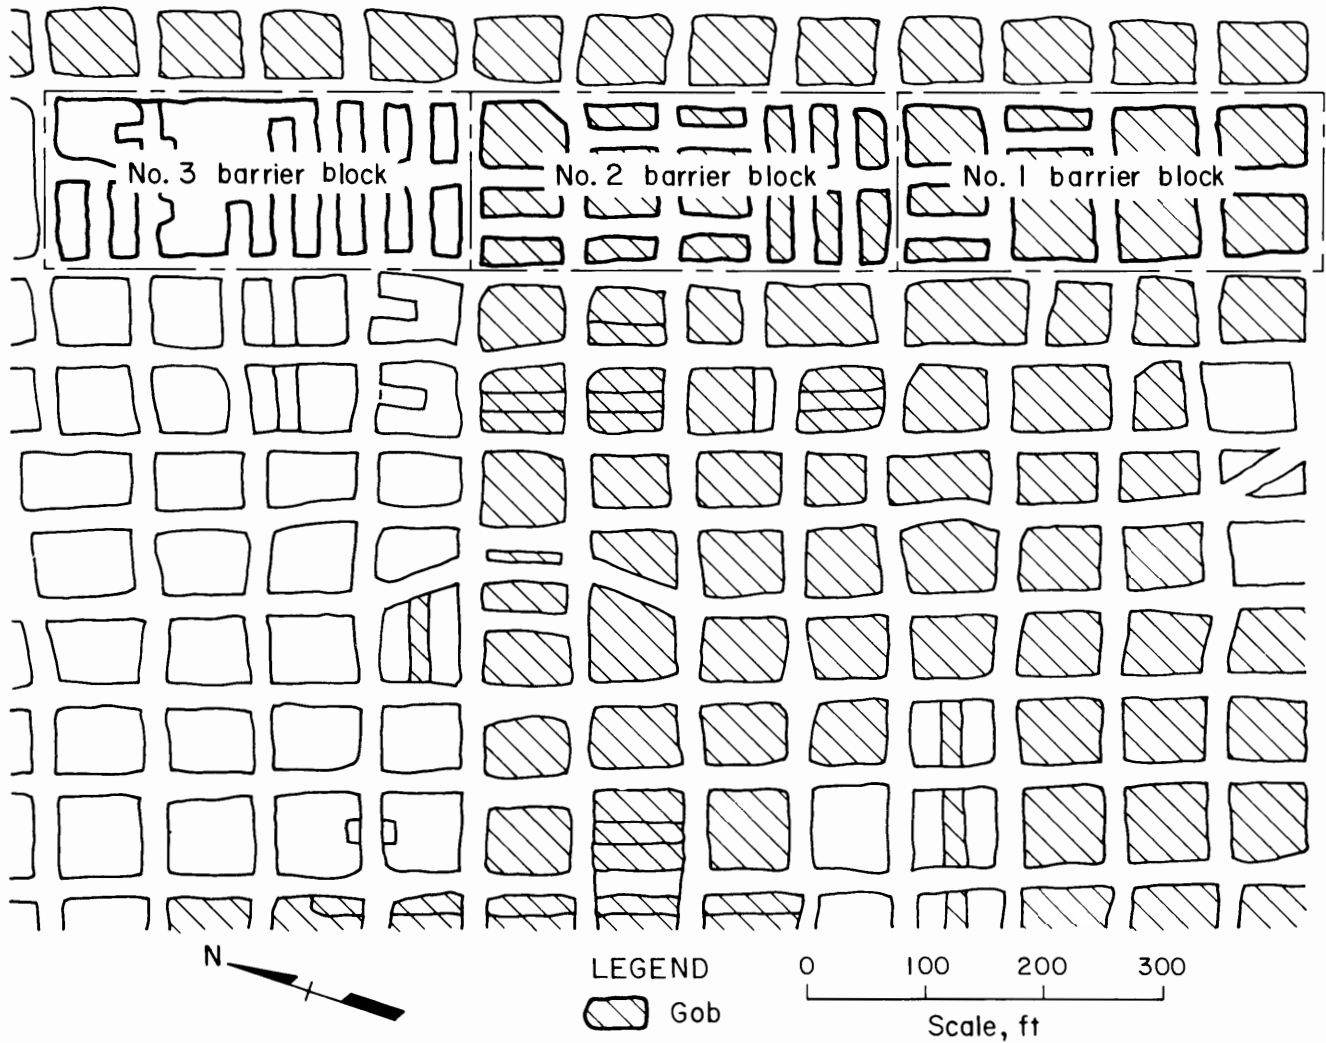 No. 3 barrier block
No. 2 barrier block
No. 1 barrier block
N
LEGEND
Gob
0 100 200 300
Scale, ft